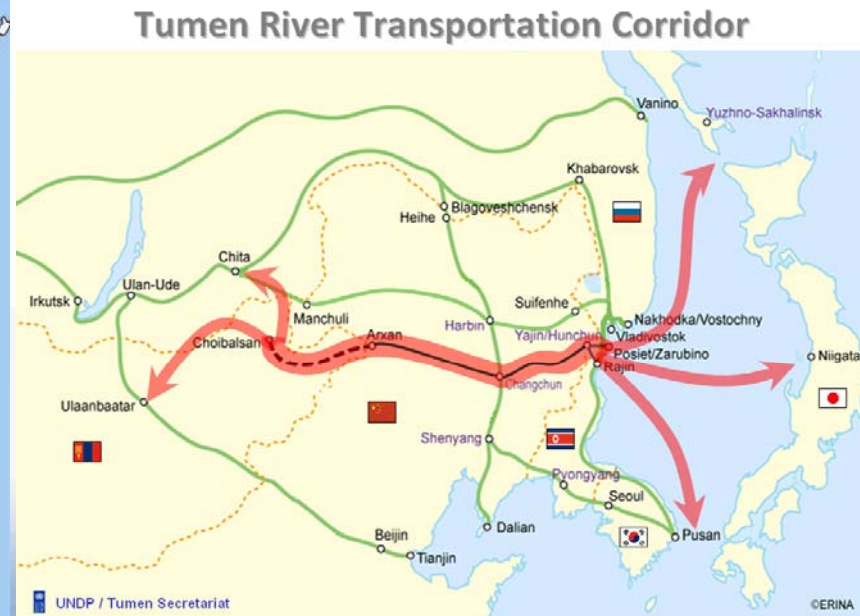 Tumen River Transportation Corridor
Vanino
Yuzhno-Sakhalinsk
Khabarovsk
Blagoveshchensk
Heihe
Chita
Ulan-Ude
Irkutsk
Manchuli
Suifenhe
Harbin
Nakhodka/Vostochny
Choibalsan
Arxan
Yajin/Hunchun
Vladivostok
Posiet/Zarubino
Niigata
Rajin
Changchun
Ulaanbaatar
Shenyang
Pyongyang
Seoul
Dalian
Pusan
Beijin
Tianjin
UNDP / Tumen Secretariat
©ERINA